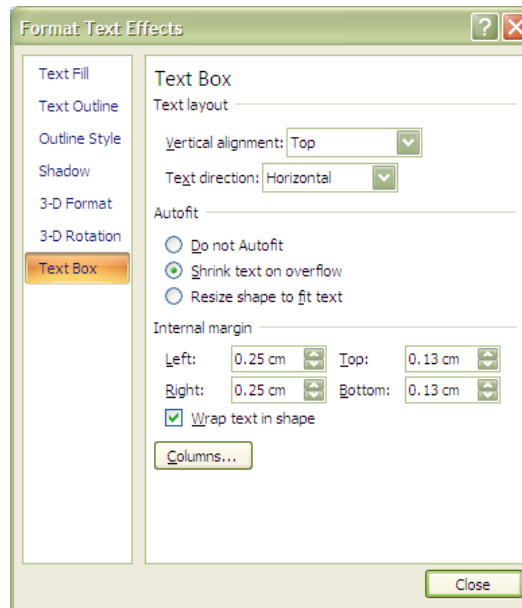 Format Text Effects
Text Fill
Text Outline
Outline Style
Shadow
3-D Format
3-D Rotation
Text Box
Text Box
Text layout
Vertical alignment: Top
Text direction: Horizontal
Autofit
Do not Autofit
Shrink text on overflow
Resize shape to fit text
Internal margin
Left: 0.25 cm Top: 0.13 cm
Right: 0.25 cm Bottom: 0.13 cm
Wrap text in shape
Columns...
Close